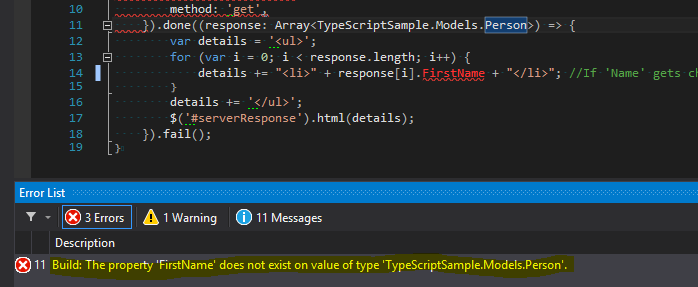 10 method: 'get',
11 }).done((response: Array<TypeScriptSample.Models.Person>) => {
12 var details = '<ul>';
13 for (var i = 0; i < response.length; i++) {
14 details += "<li>" + response[i].FirstName + "</li>"; //If 'Name' gets ch
15 }
16 details += '</ul>';
17 $('#serverResponse').html(details);
18 }).fail();
19 }
Error List
3 Errors 1 Warning 11 Messages
Description
11 Build: The property 'FirstName' does not exist on value of type 'TypeScriptSample.Models.Person'.